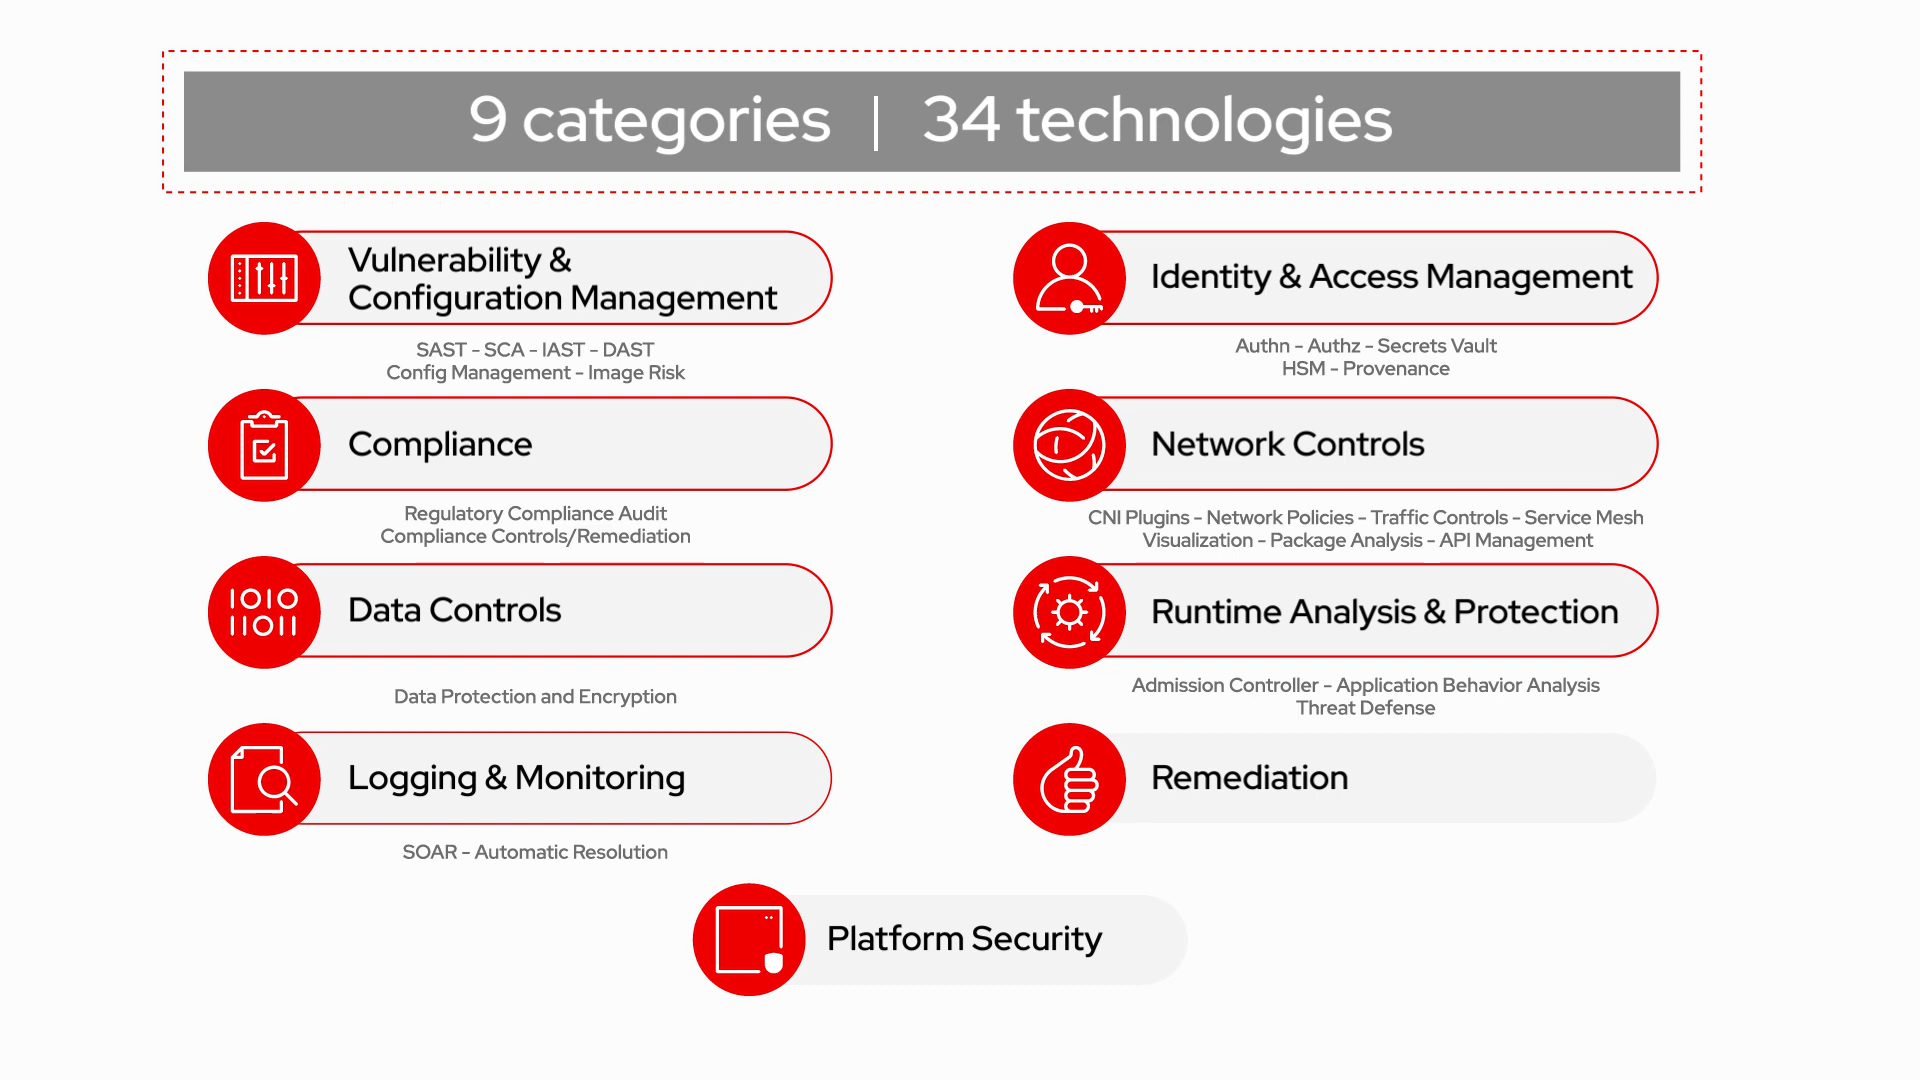 9 categories | 34 technologies
Vulnerability &
Configuration Management
SAST - SCA - IAST - DAST
Config Management - Image Risk
Identity & Access Management
Authn - Authz - Secrets Vault
HSM - Provenance
Compliance
Regulatory Compliance Audit
Compliance Controls/Remediation
Network Controls
CNI Plugins - Network Policies - Traffic Controls - Service Mesh
Visualization - Package Analysis - API Management
1010
11011
Data Controls
Data Protection and Encryption
Runtime Analysis & Protection
Admission Controller - Application Behavior Analysis
Threat Defense
Logging & Monitoring
SOAR - Automatic Resolution
Remediation
Platform Security